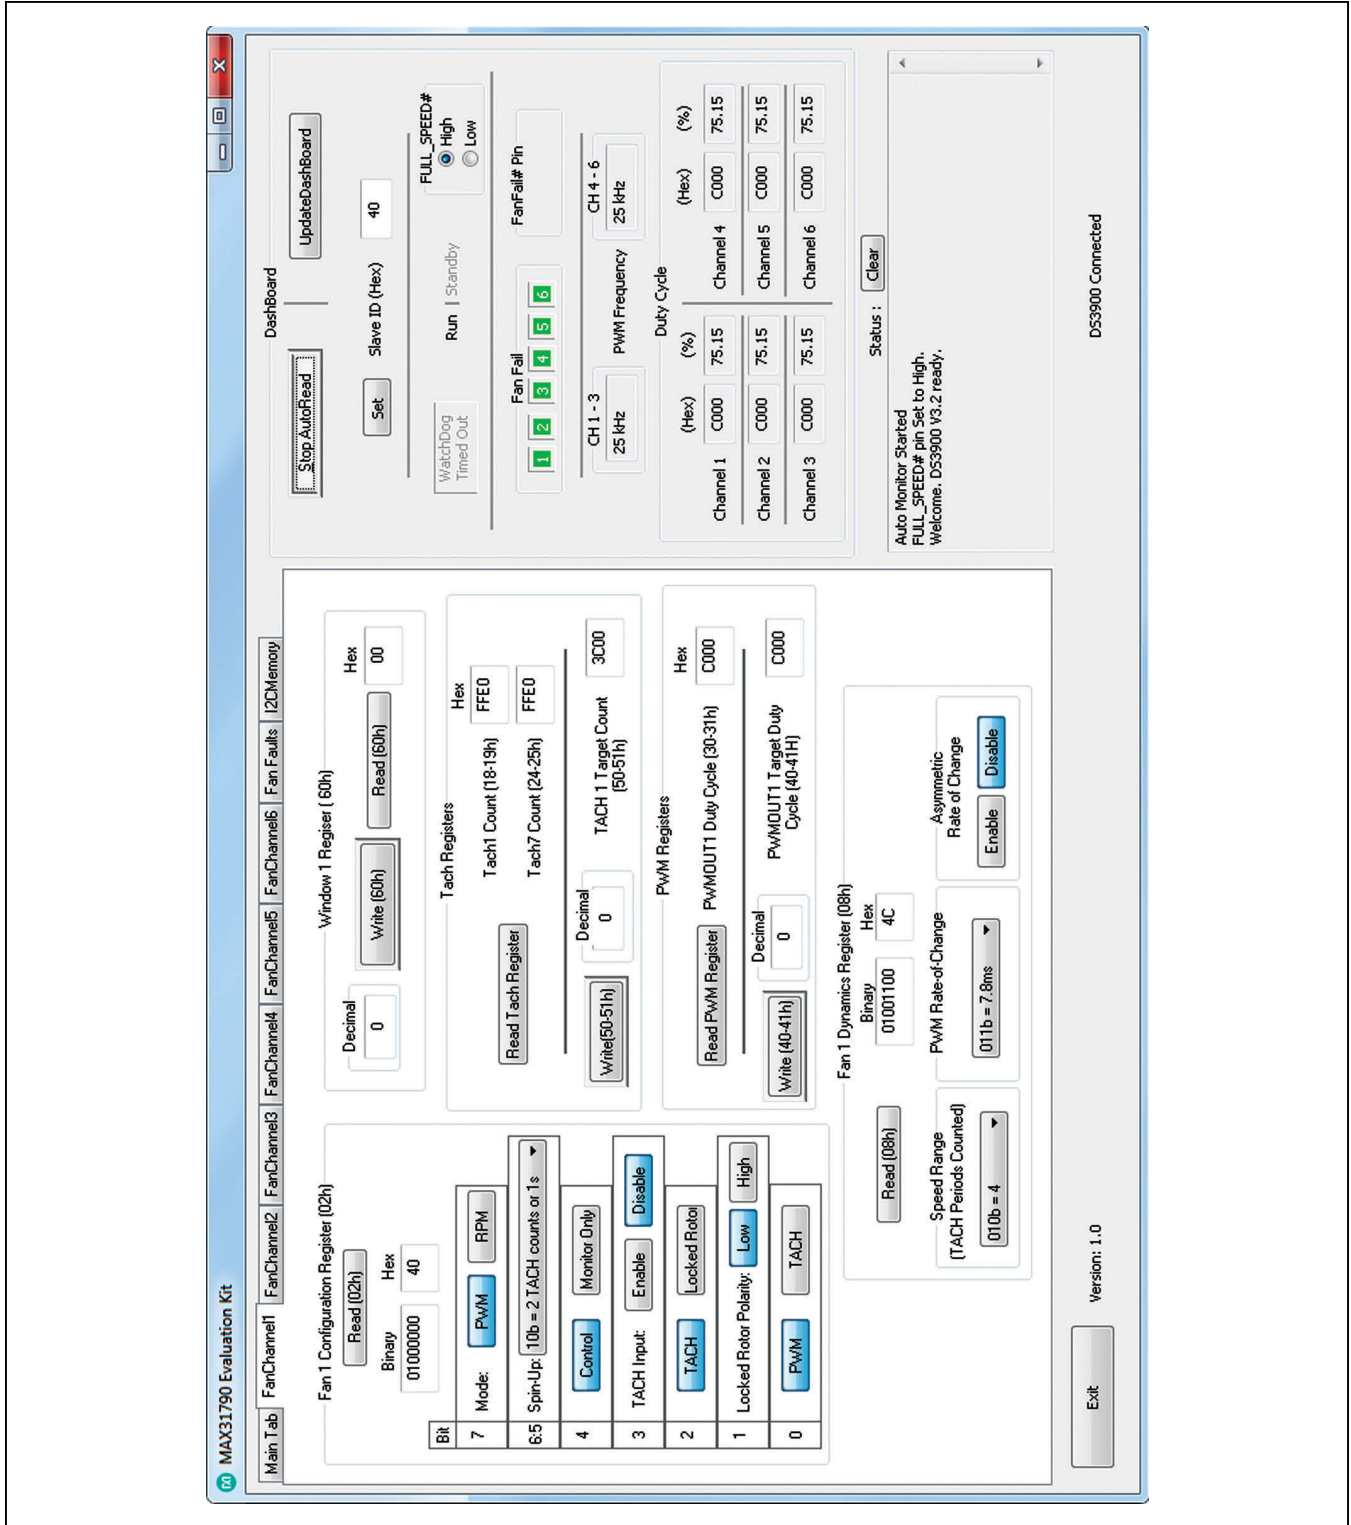 MAX31790 Evaluation Kit
Main Tab FanChannel1 FanChannel2 FanChannel3 FanChannel4 FanChannel5 FanChannel6 Fan Faults I2CMemory
Fan 1 Configuration Register (02h)
Read (02h)
Binary Hex
01000000 40
Bit
7 Mode: PWM RPM
6:5 Spin-Up: 10b = 2 TACH counts or 1s
4 Control Monitor Only
3 TACH Input: Enable Disable
2 TACH Locked Rotor
1 Locked Rotor Polarity: Low High
0 PWM TACH
Window 1 Regiser ( 60h)
Decimal Hex
0 Write (60h) Read (60h) 00
Tach Registers
Hex
Read Tach Register Tach1 Count (18-19h) FFE0
Tach7 Count (24-25h) FFE0
Decimal
Write(50-51h) 0 TACH 1 Target Count
(50-51h) 3C00
PWM Registers
Hex
Read PWM Register PWMOUT1 Duty Cycle (30-31h) C000
Decimal
Write (40-41h) 0 PWMOUT1 Target Duty
Cycle (40-41H) C000
Fan 1 Dynamics Register (08h)
Binary Hex
Read (08h) 01001100 4C
Speed Range
(TACH Periods Counted)
010b = 4
PWM Rate-of-Change
011b = 7.8ms
Asymmetric
Rate of Change
Enable Disable
DashBoard
Stop AutoRead UpdateDashBoard
Set Slave ID (Hex) 40
WatchDog
Timed Out
Run Standby
FULL_SPEED#
High
Low
Fan Fail
1 2 3 4 5 6
FanFail# Pin
CH 1 - 3 CH 4 - 6
25 kHz PWM Frequency 25 kHz
Duty Cycle
(Hex) (%) (Hex) (%)
Channel 1 C000 75.15 Channel 4 C000 75.15
Channel 2 C000 75.15 Channel 5 C000 75.15
Channel 3 C000 75.15 Channel 6 C000 75.15
Status : Clear
Auto Monitor Started
FULL_SPEED# pin Set to High.
Welcome. DS3900 V3.2 ready.
Exit Version: 1.0 DS3900 Connected